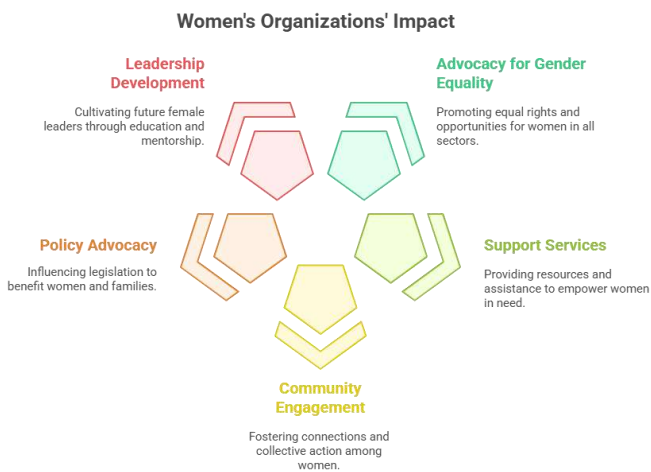 Women's Organizations' Impact
Leadership
Development
Cultivating future female
leaders through education and
mentorship.
Advocacy for Gender
Equality
Promoting equal rights and
opportunities for women in all
sectors.
Policy Advocacy
Influencing legislation to
benefit women and families.
Support Services
Providing resources and
assistance to empower women
in need.
Community
Engagement
Fostering connections and
collective action among
women.